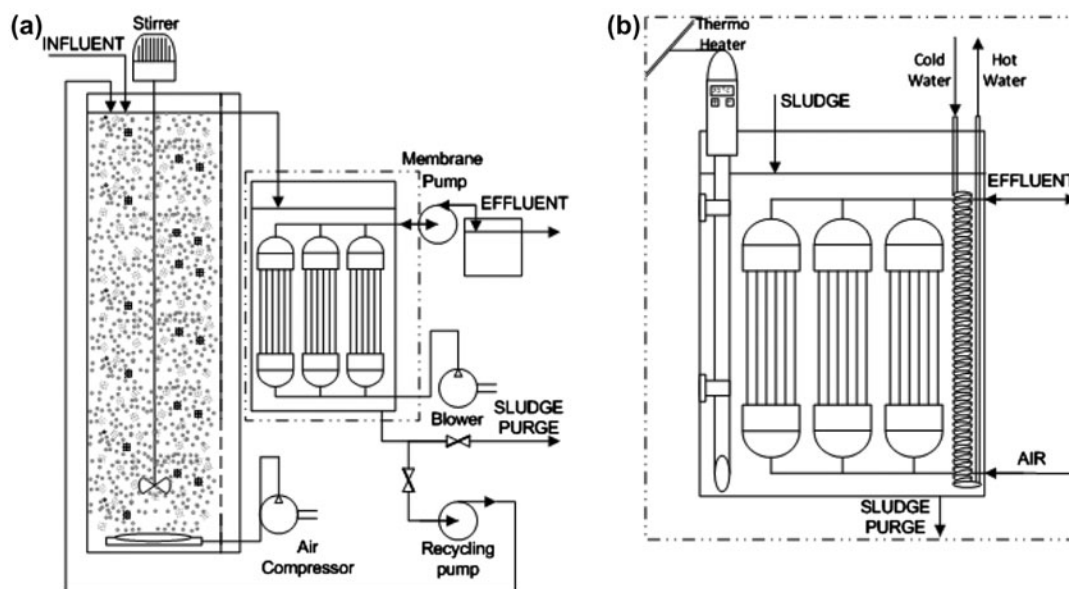 (a)
Stirrer
INFLUENT
Membrane
Pump
EFFLUENT
Blower
SLUDGE
PURGE
Air
Compressor
Recycling
pump
(b)
Thermo
Heater
Cold
Water
Hot
Water
SLUDGE
EFFLUENT
AIR
SLUDGE
PURGE